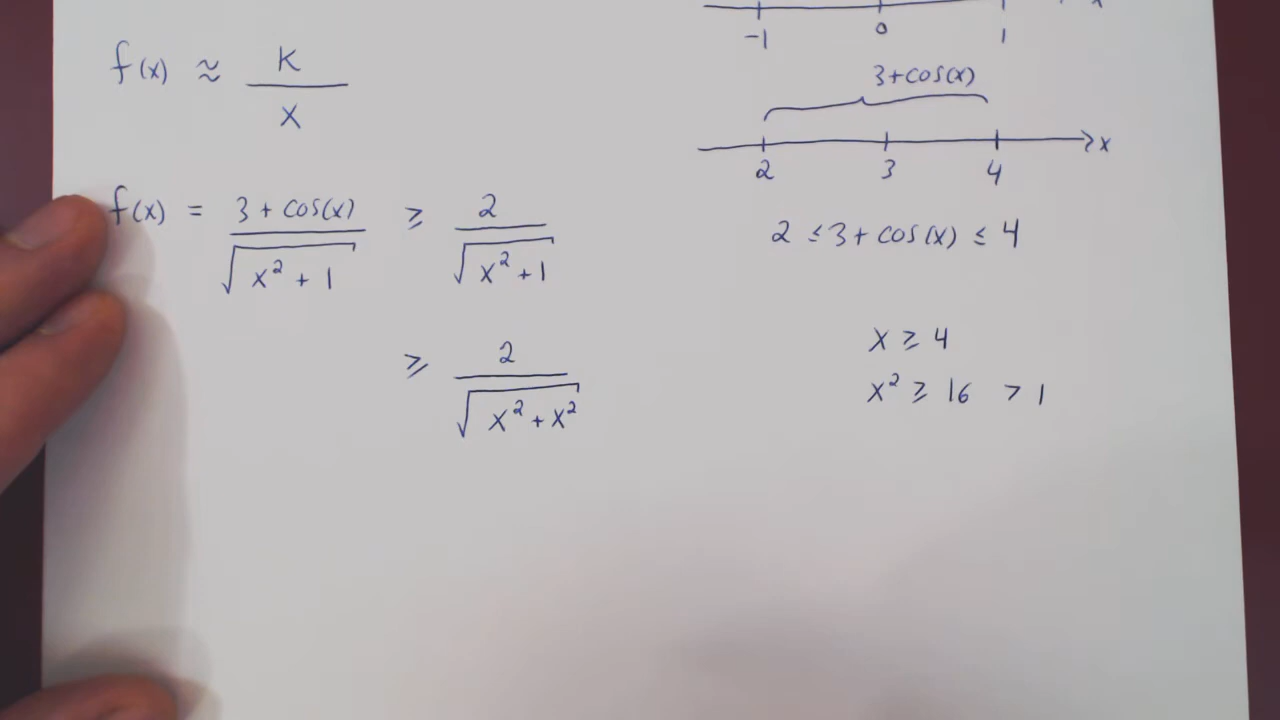 -1 0 1 x
f(x) ≈ K / x
3+cos(x)
2 3 4 x
f(x) = (3 + cos(x)) / √(x² + 1) ≥ 2 / √(x² + 1)
2 ≤ 3 + cos(x) ≤ 4
≥ 2 / √(x² + x²)
x ≥ 4
x² ≥ 16 > 1